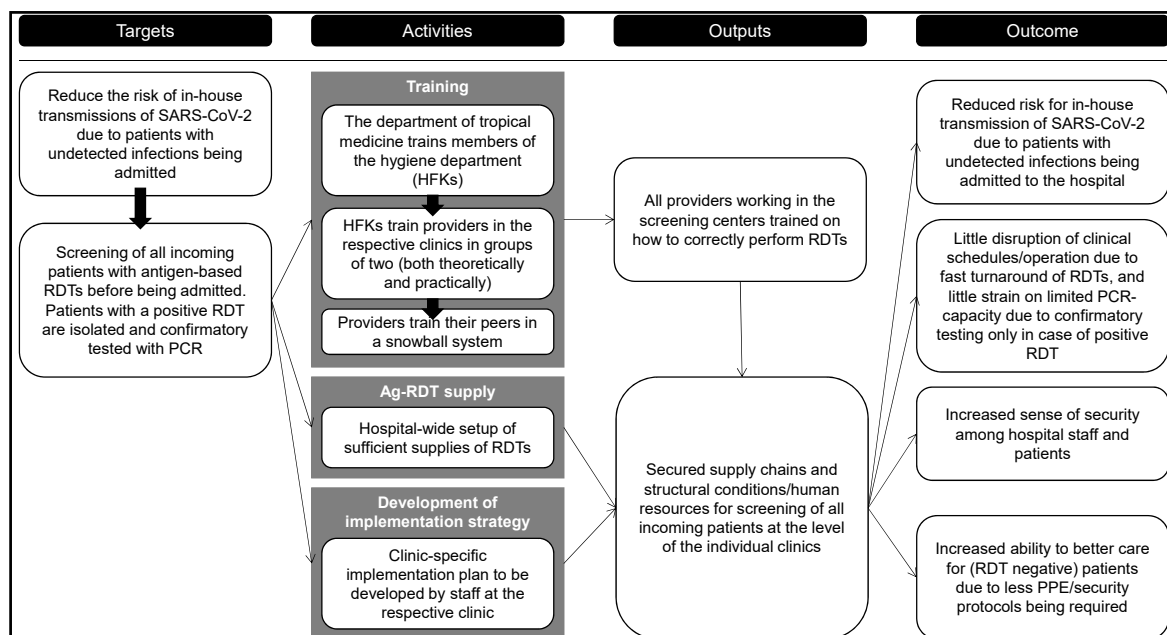 Targets
Activities
Outputs
Outcome
Reduce the risk of in-house
transmissions of SARS-CoV-2
due to patients with
undetected infections being
admitted
Screening of all incoming
patients with antigen-based
RDTs before being admitted.
Patients with a positive RDT
are isolated and confirmatory
tested with PCR
Training
The department of tropical
medicine trains members of
the hygiene department
(HFKs)
HFKs train providers in the
respective clinics in groups
of two (both theoretically
and practically)
Providers train their peers in
a snowball system
Ag-RDT supply
Hospital-wide setup of
sufficient supplies of RDTs
Development of
implementation strategy
Clinic-specific
implementation plan to be
developed by staff at the
respective clinic
All providers working in the
screening centers trained on
how to correctly perform RDTs
Secured supply chains and
structural conditions/human
resources for screening of all
incoming patients at the level
of the individual clinics
Reduced risk for in-house
transmission of SARS-CoV-2
due to patients with
undetected infections being
admitted to the hospital
Little disruption of clinical
schedules/operation due to
fast turnaround of RDTs, and
little strain on limited PCR-
capacity due to confirmatory
testing only in case of positive
RDT
Increased sense of security
among hospital staff and
patients
Increased ability to better care
for (RDT negative) patients
due to less PPE/security
protocols being required